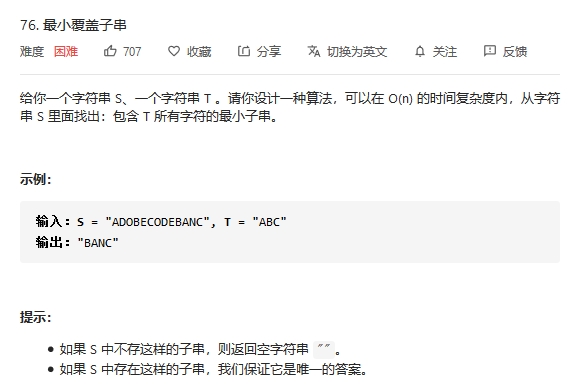 76. 最小覆盖子串
难度 困难 707 收藏 分享 切换为英文 关注 反馈
给你一个字符串 S、一个字符串 T 。请你设计一种算法，可以在 O(n) 的时间复杂度内，从字符
串 S 里面找出：包含 T 所有字符的最小子串。
示例：
输入：S = "ADOBECODEBANC", T = "ABC"
输出："BANC"
提示：
如果 S 中不存这样的子串，则返回空字符串 ""。
如果 S 中存在这样的子串，我们保证它是唯一的答案。